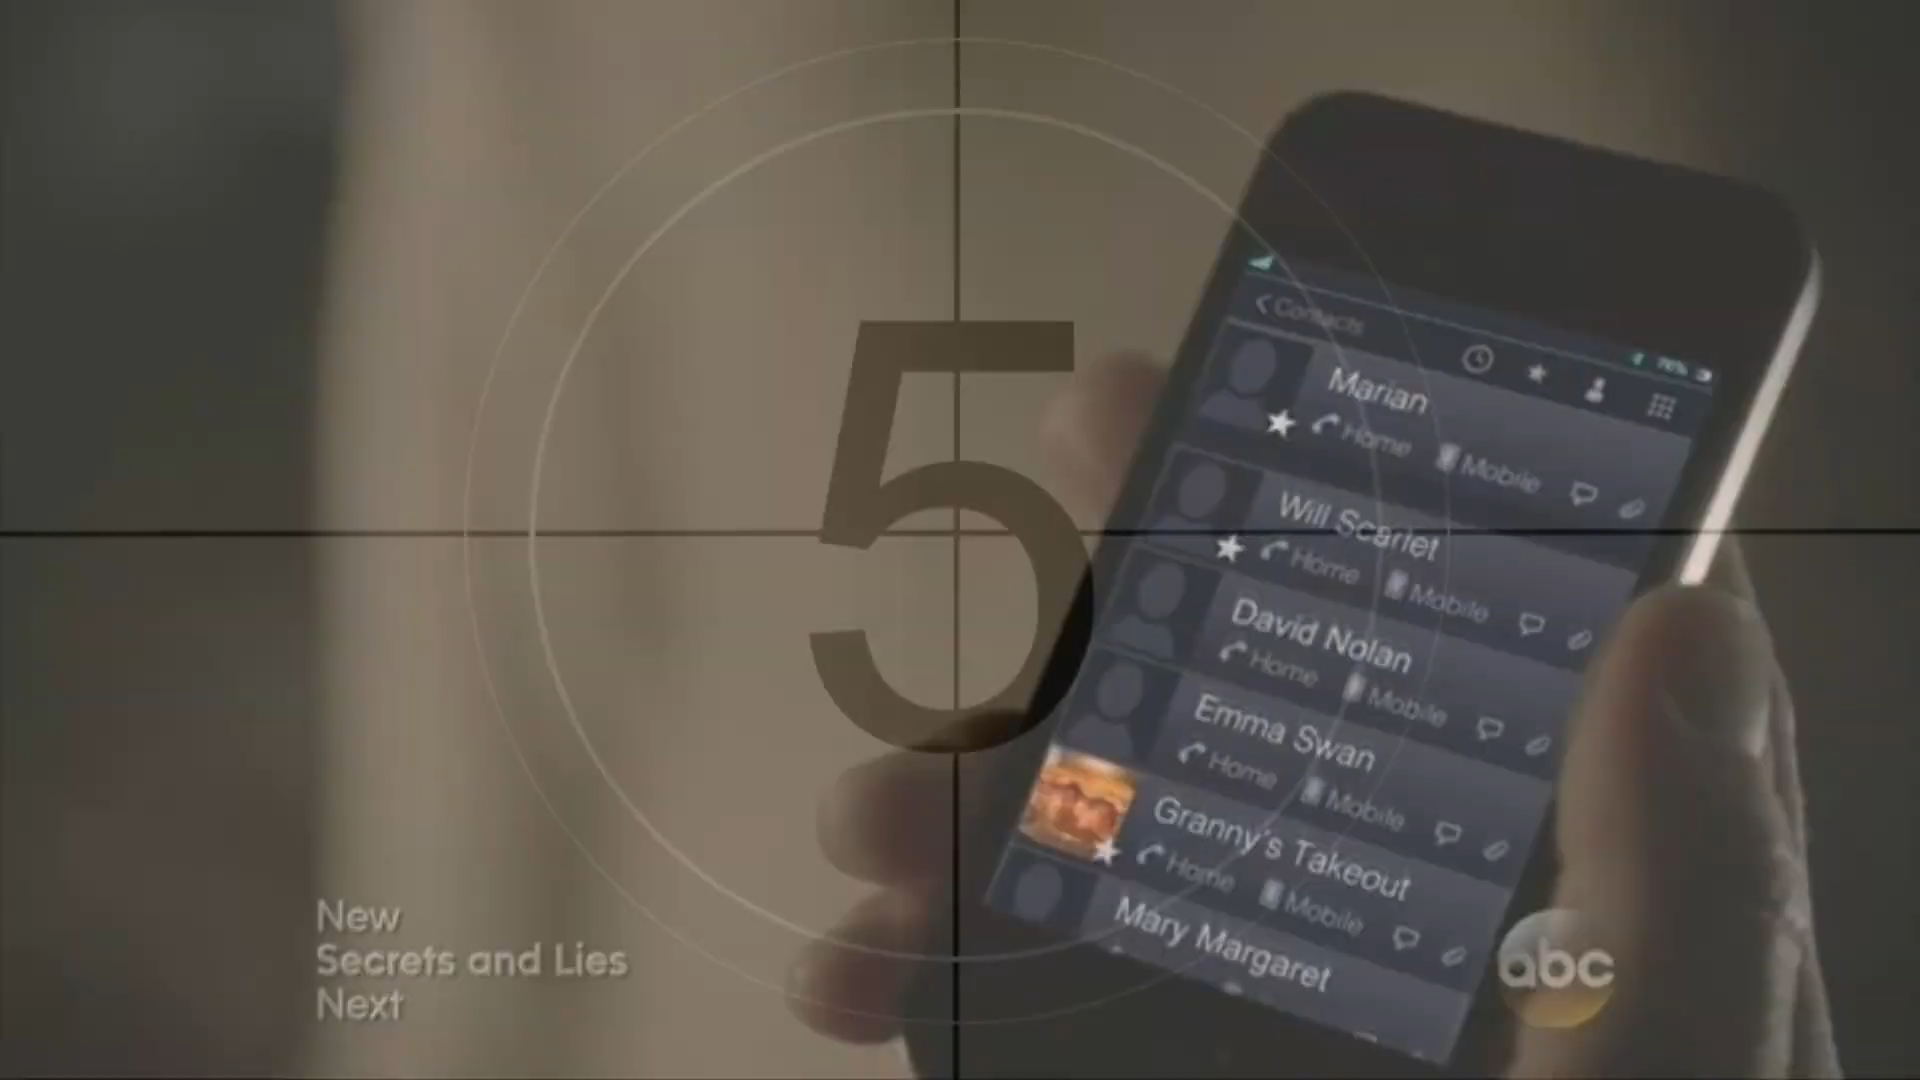 5
Contacts
Marian
Home Mobile
Will Scarlet
Home Mobile
David Nolan
Home Mobile
Emma Swan
Home Mobile
Granny's Takeout
Home Mobile
Mary Margaret
New
Secrets and Lies
Next
abc